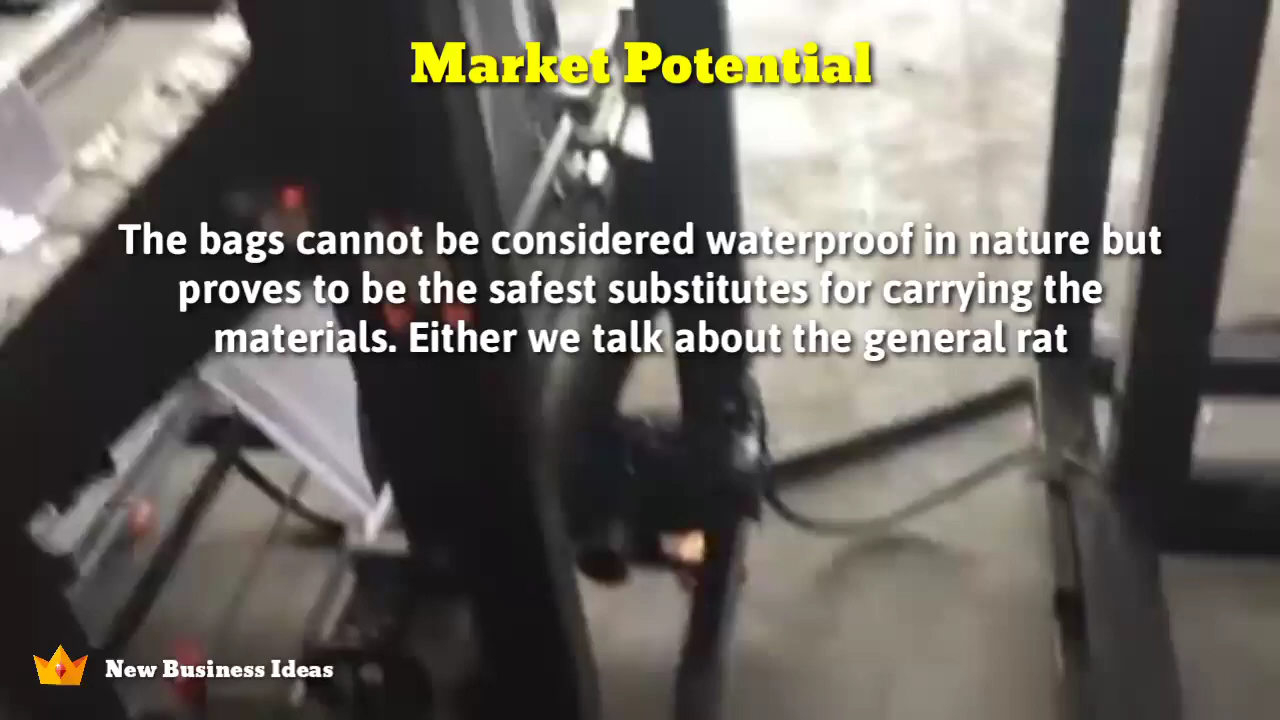 Market Potential
The bags cannot be considered waterproof in nature but
proves to be the safest substitutes for carrying the
materials. Either we talk about the general rat
New Business Ideas